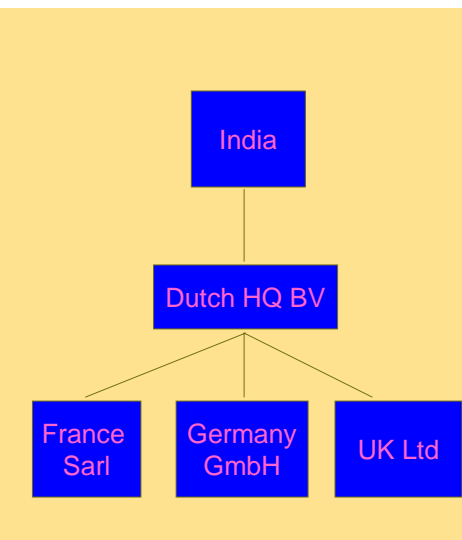 India
Dutch HQ BV
France
Sarl
Germany
GmbH
UK Ltd